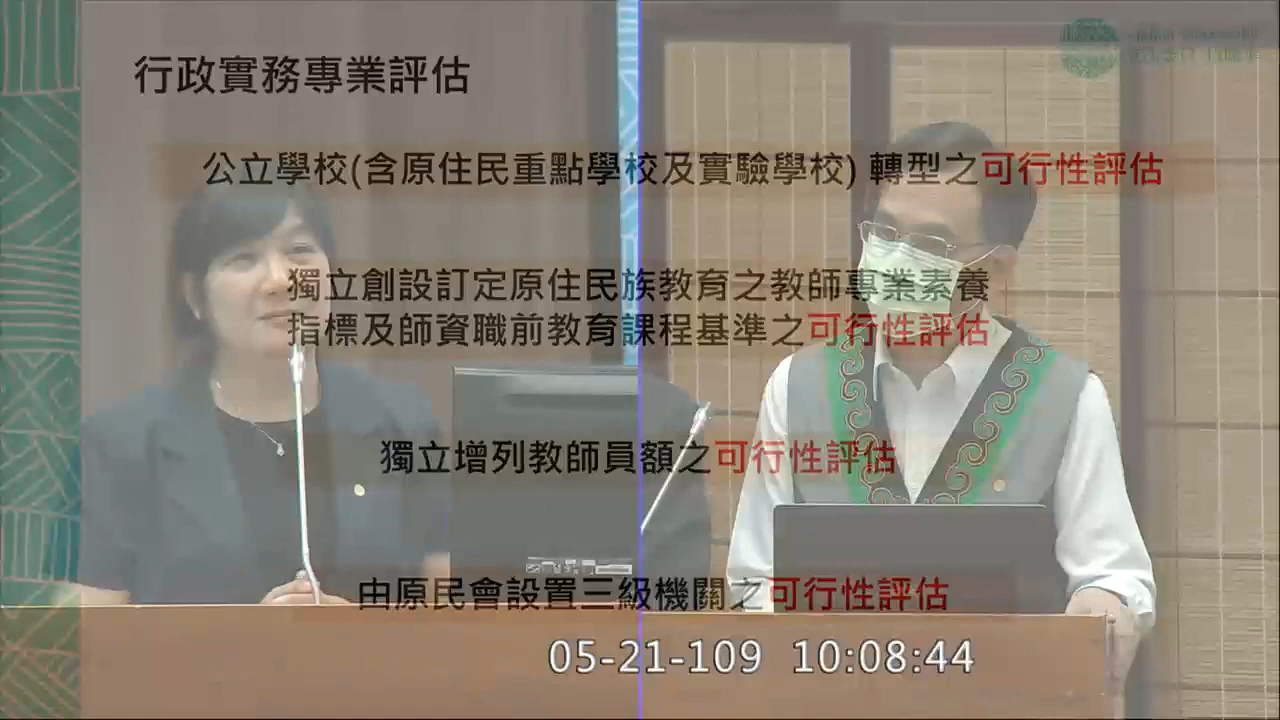 行政實務專業評估
公立學校(含原住民重點學校及實驗學校) 轉型之可行性評估
獨立創設訂定原住民族教育之教師專業素養
指標及師資職前教育課程基準之可行性評估
獨立增列教師員額之可行性評估
由原民會設置三級機關之可行性評估
05-21-109 10:08:44